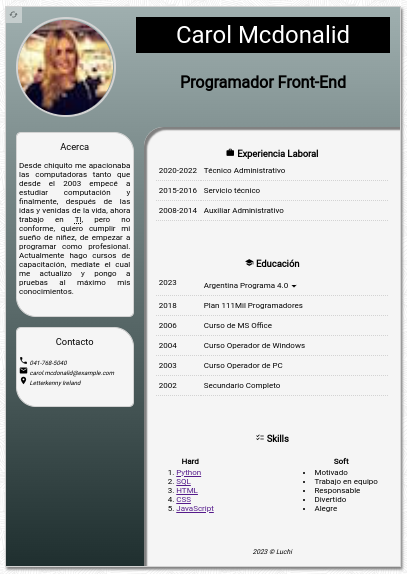 Carol Mcdonalid
Programador Front-End
Acerca
Desde chiquito me apacionaba
las computadoras tanto que
desde el 2003 empecé a
estudiar computación y
finalmente, después de las
idas y venidas de la vida, ahora
trabajo en TI, pero no
conforme, quiero cumplir mi
sueño de niñez, de empezar a
programar como profesional.
Actualmente hago cursos de
capacitación, mediate el cual
me actualizo y pongo a
pruebas al máximo mis
conocimientos.
Contacto
041-768-5040
carol.mcdonalid@example.com
Letterkenny Ireland
Experiencia Laboral
2020-2022 Técnico Administrativo
2015-2016 Servicio técnico
2008-2014 Auxiliar Administrativo
Educación
2023 Argentina Programa 4.0
2018 Plan 111Mil Programadores
2006 Curso de MS Office
2004 Curso Operador de Windows
2003 Curso Operador de PC
2002 Secundario Completo
Skills
Hard
1. Python
2. SQL
3. HTML
4. CSS
5. JavaScript
Soft
• Motivado
• Trabajo en equipo
• Responsable
• Divertido
• Alegre
2023 © Luchi